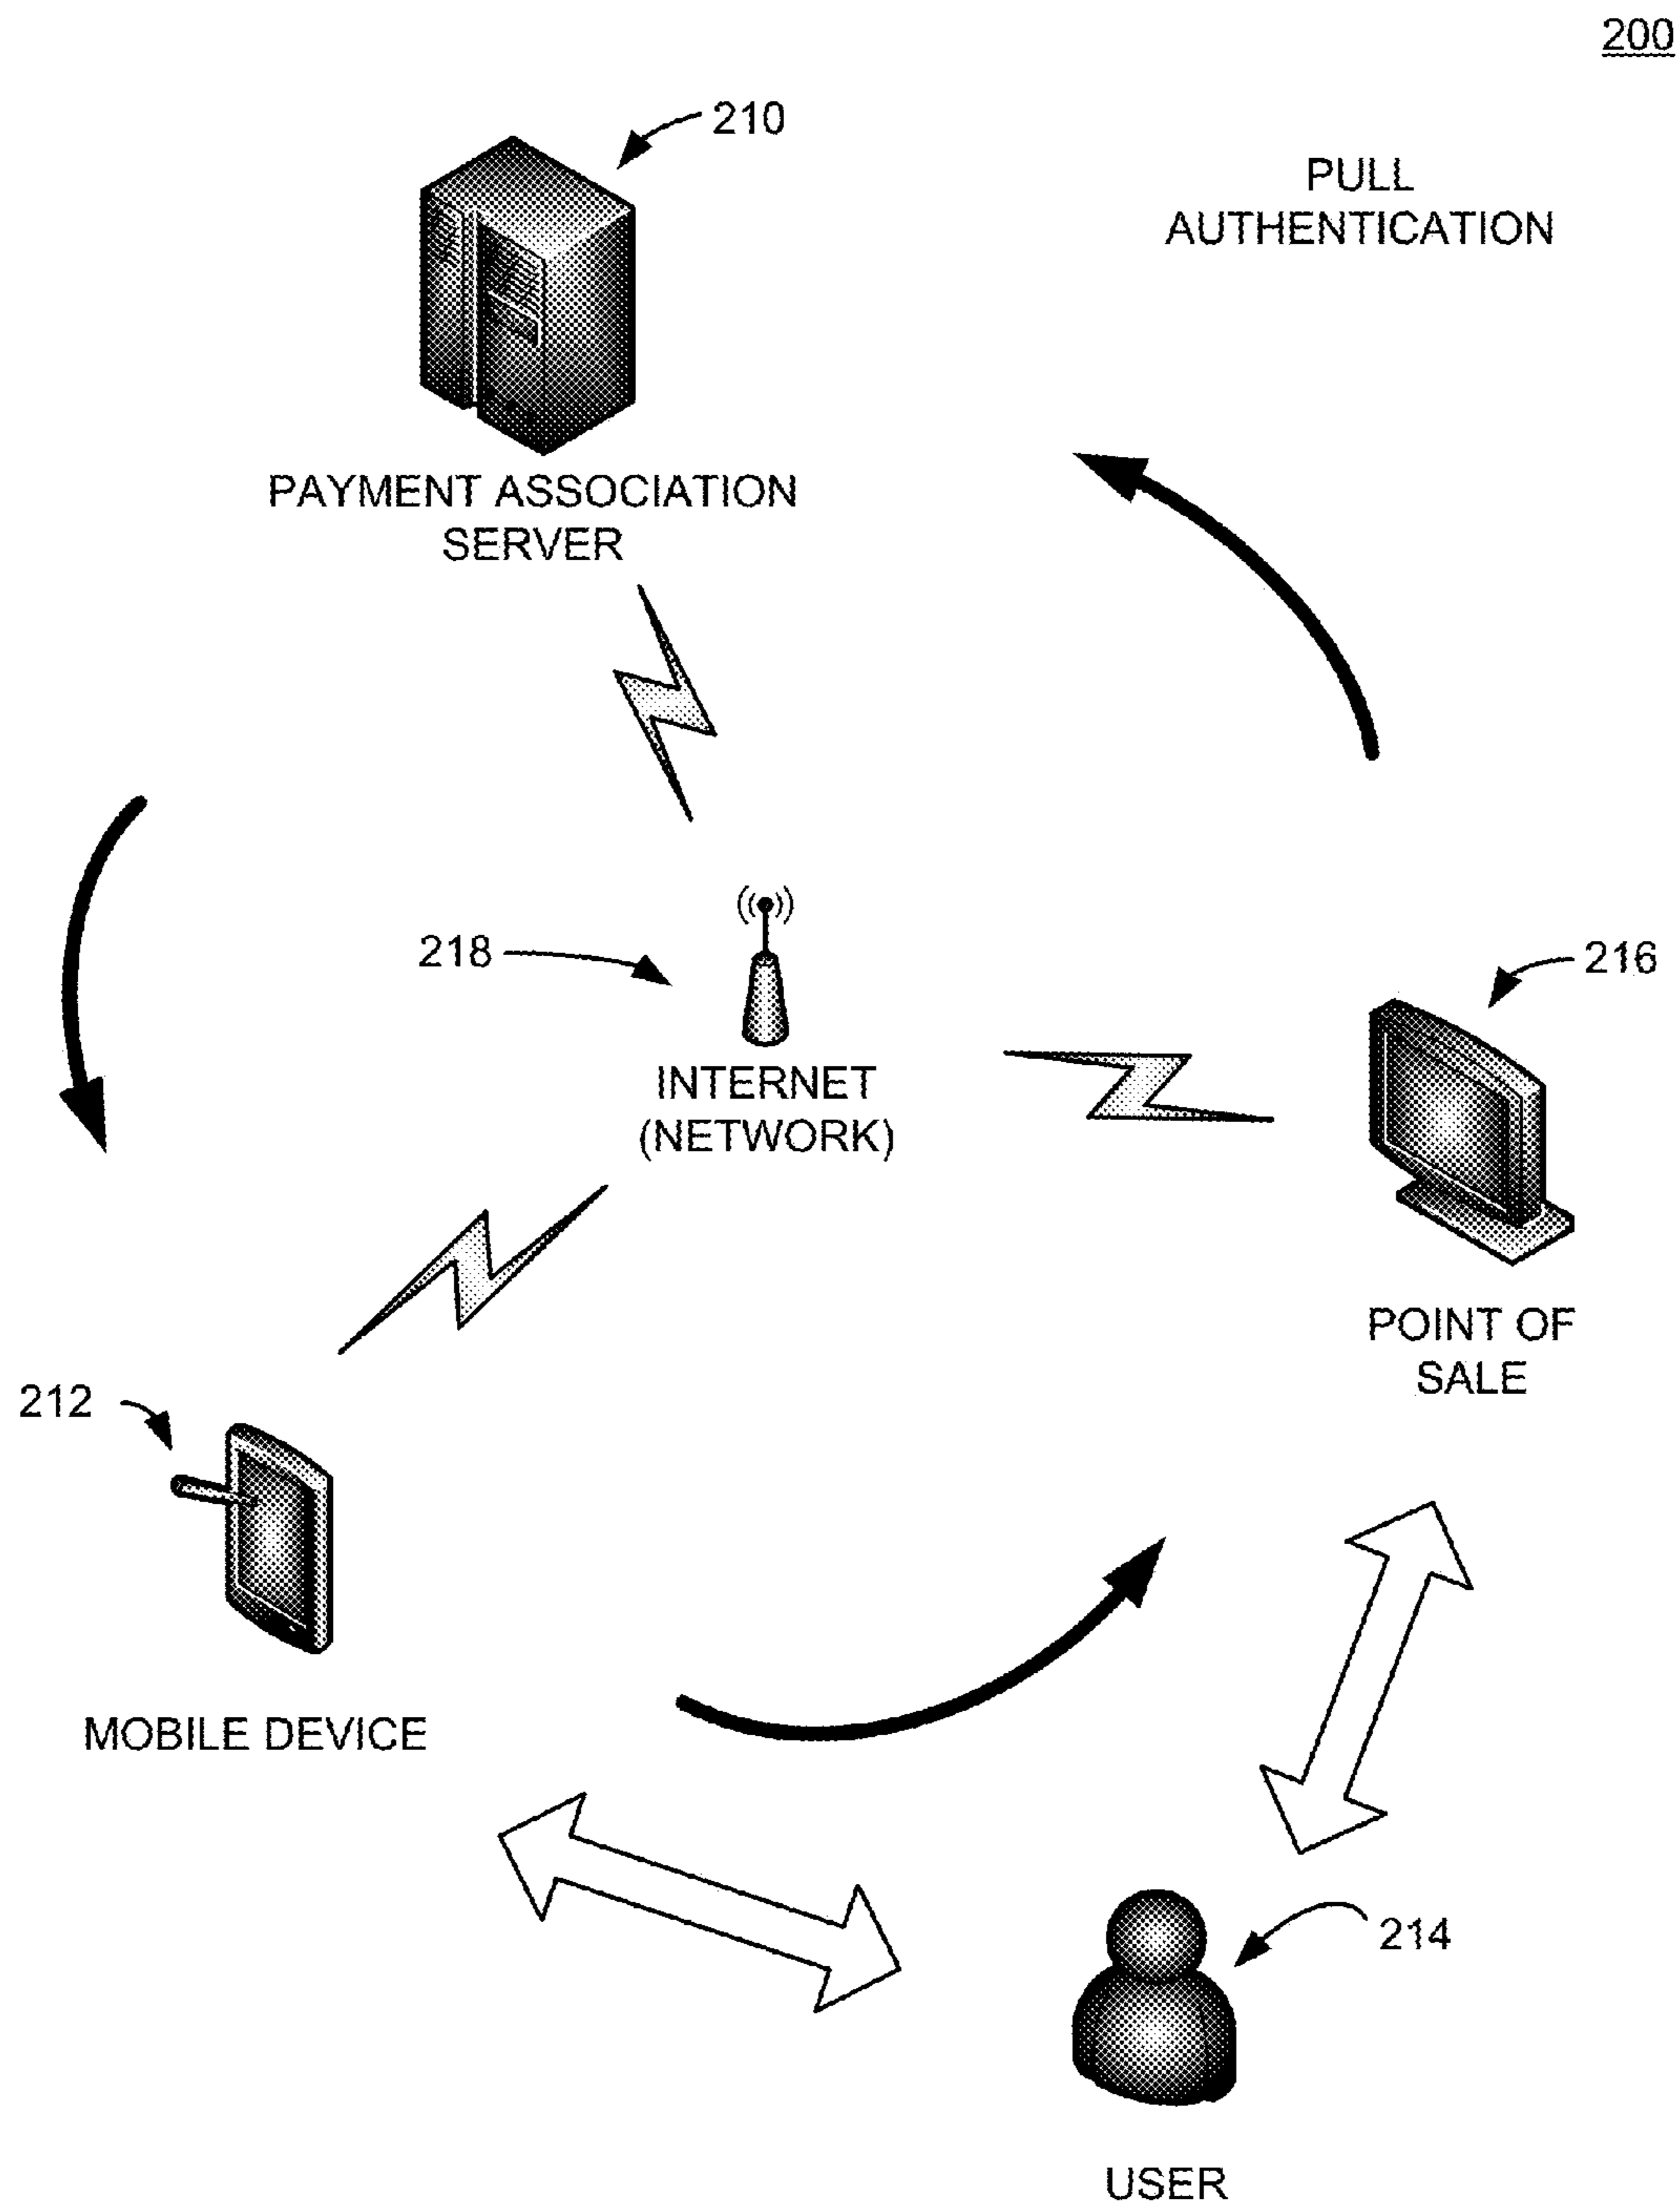 200
210
PULL
AUTHENTICATION
PAYMENT ASSOCIATION
SERVER
218
216
INTERNET
(NETWORK)
POINT OF
SALE
212
MOBILE DEVICE
214
USER